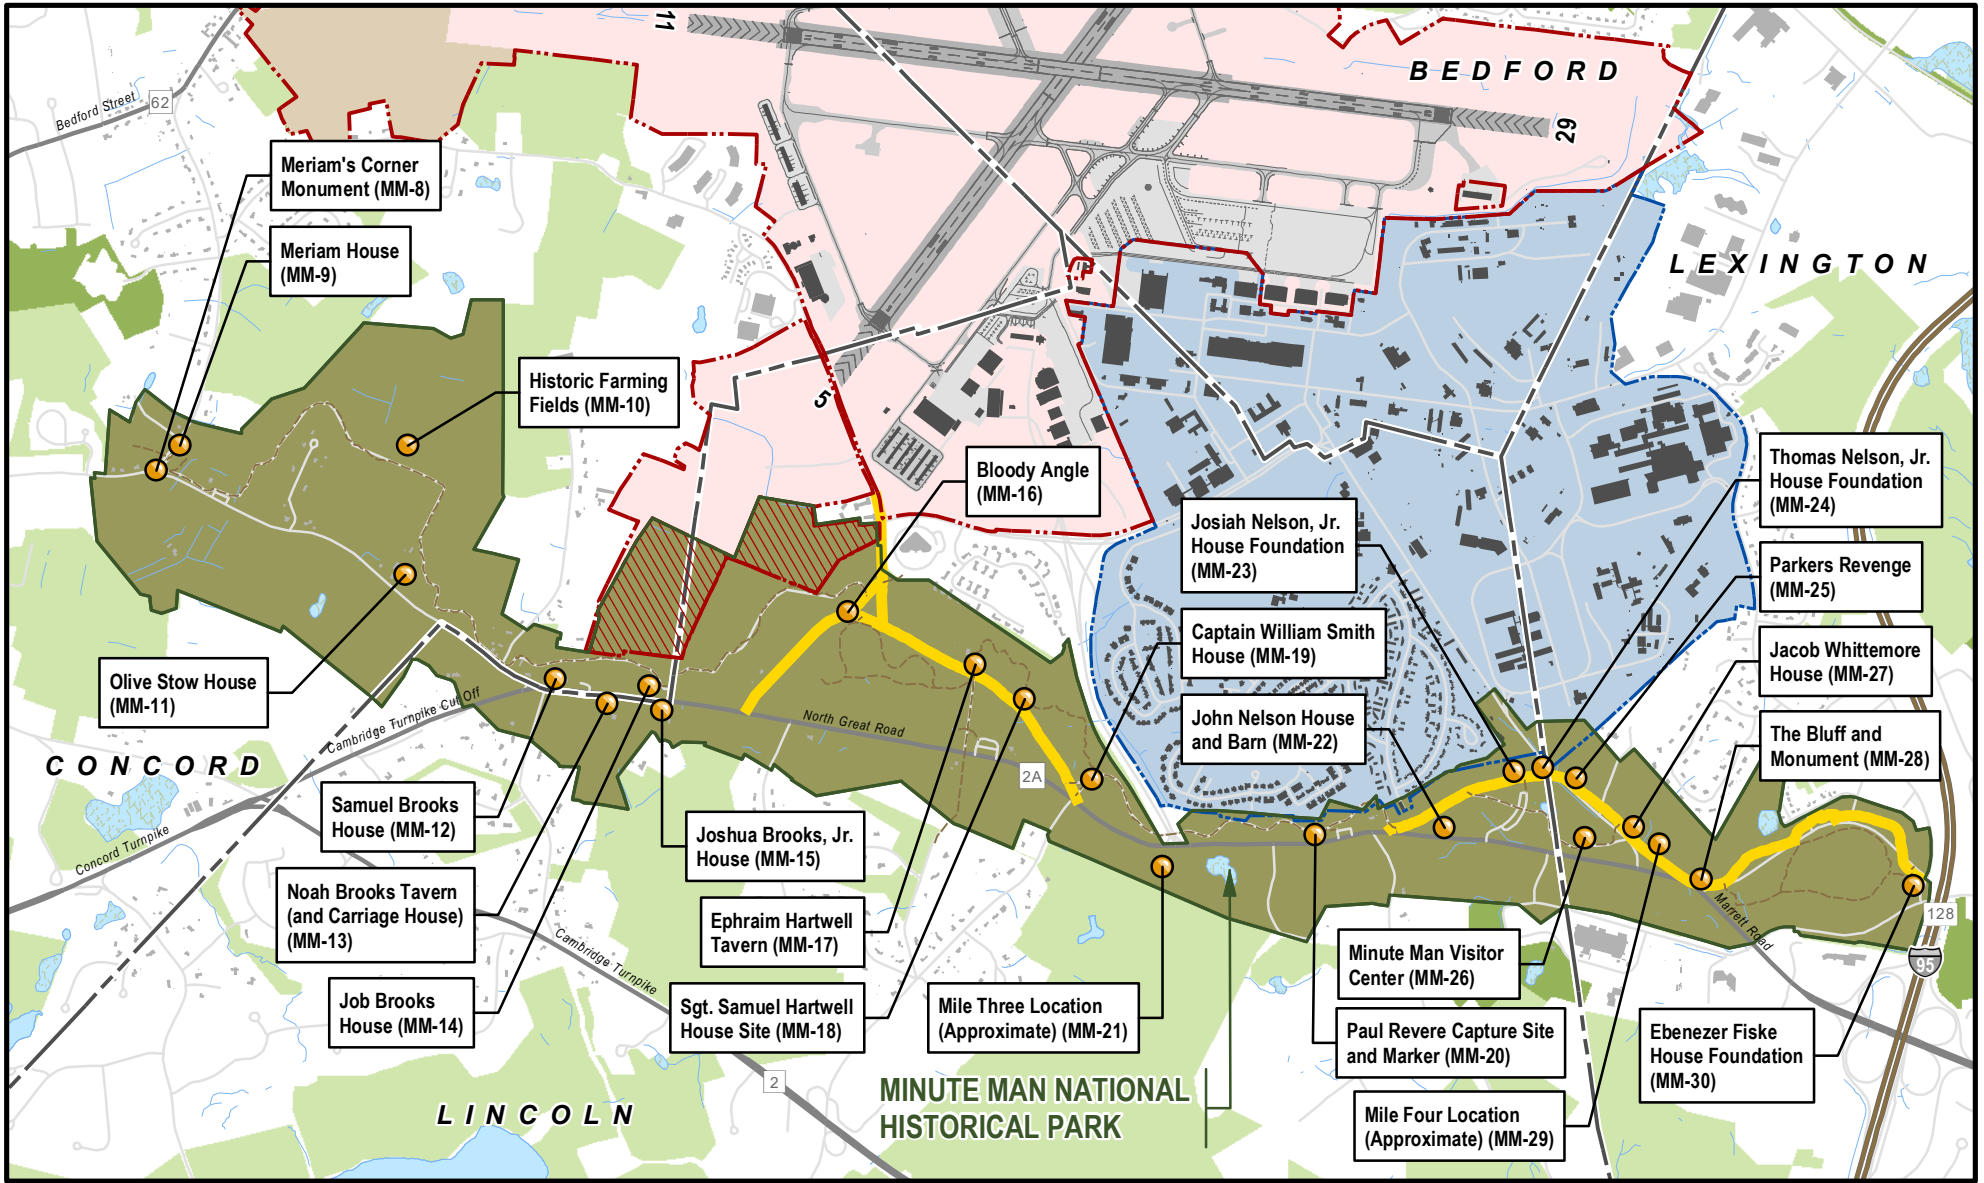 11
BEDFORD
29
Bedford Street
62
Meriam's Corner
Monument (MM-8)
Meriam House
(MM-9)
LEXINGTON
Historic Farming
Fields (MM-10)
5
Bloody Angle
(MM-16)
Thomas Nelson, Jr.
House Foundation
(MM-24)
Josiah Nelson, Jr.
House Foundation
(MM-23)
Parkers Revenge
(MM-25)
Captain William Smith
House (MM-19)
Jacob Whittemore
House (MM-27)
Olive Stow House
(MM-11)
John Nelson House
and Barn (MM-22)
The Bluff and
Monument (MM-28)
Cambridge Turnpike Cut Off
North Great Road
2A
CONCORD
Samuel Brooks
House (MM-12)
Concord Turnpike
Joshua Brooks, Jr.
House (MM-15)
Noah Brooks Tavern
(and Carriage House)
(MM-13)
Ephraim Hartwell
Tavern (MM-17)
Cambridge Turnpike
Marrett Road
128
95
Minute Man Visitor
Center (MM-26)
Job Brooks
House (MM-14)
Sgt. Samuel Hartwell
House Site (MM-18)
Mile Three Location
(Approximate) (MM-21)
Paul Revere Capture Site
and Marker (MM-20)
Ebenezer Fiske
House Foundation
(MM-30)
2
MINUTE MAN NATIONAL
HISTORICAL PARK
LINCOLN
Mile Four Location
(Approximate) (MM-29)